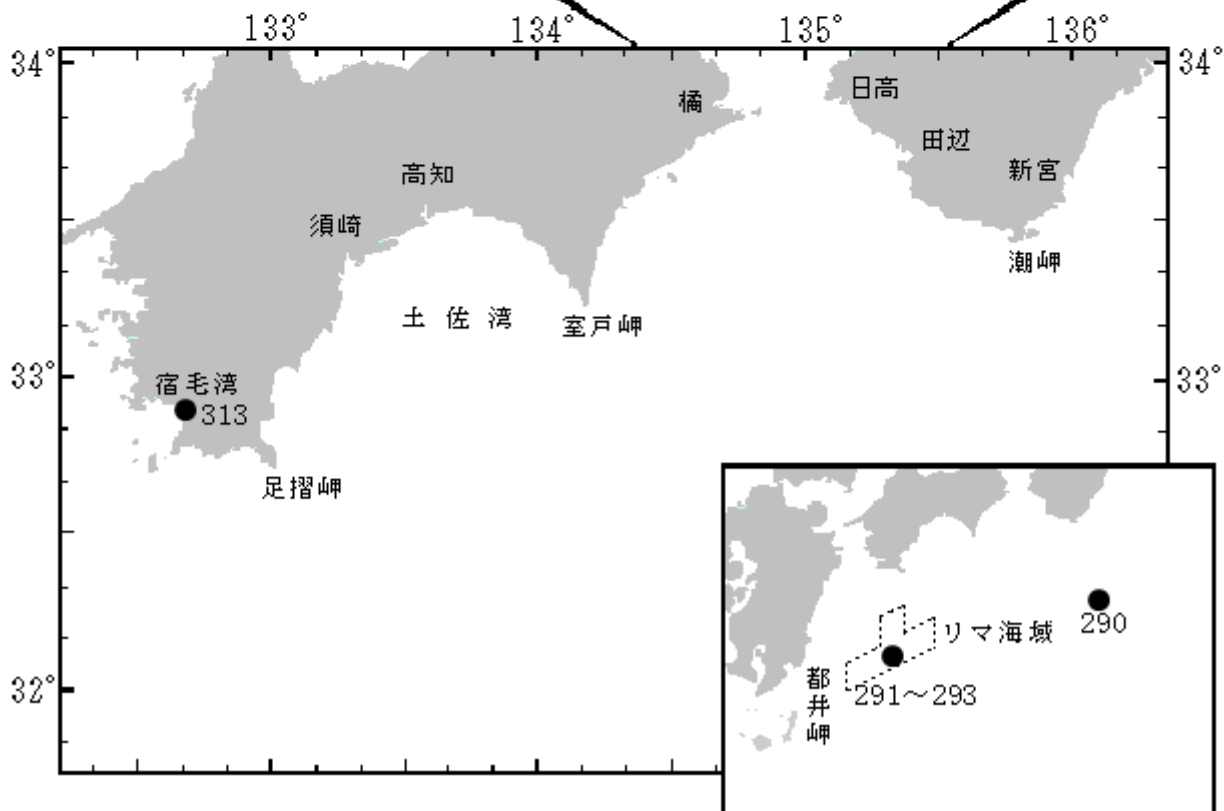 133°
134°
135°
136°
34°
34°
橘
日高
田辺
新宮
高知
須崎
潮岬
土佐湾
室戸岬
33°
33°
宿毛湾
313
足摺岬
リマ海域
290
都井岬
291～293
32°